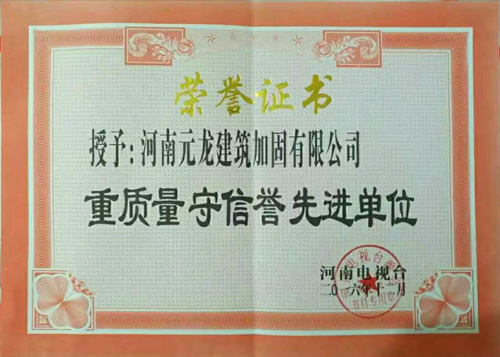 荣誉证书
授予：河南元龙建筑加固有限公司
重质量守信誉先进单位
河南电视台
二〇一六年十二月